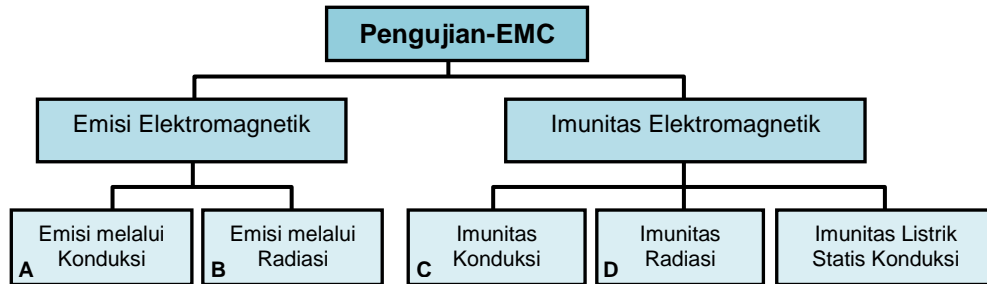 Pengujian-EMC
Emisi Elektromagnetik
Imunitas Elektromagnetik
Emisi melalui
Konduksi
A
Emisi melalui
Radiasi
B
Imunitas
Konduksi
C
Imunitas
Radiasi
D
Imunitas Listrik
Statis Konduksi